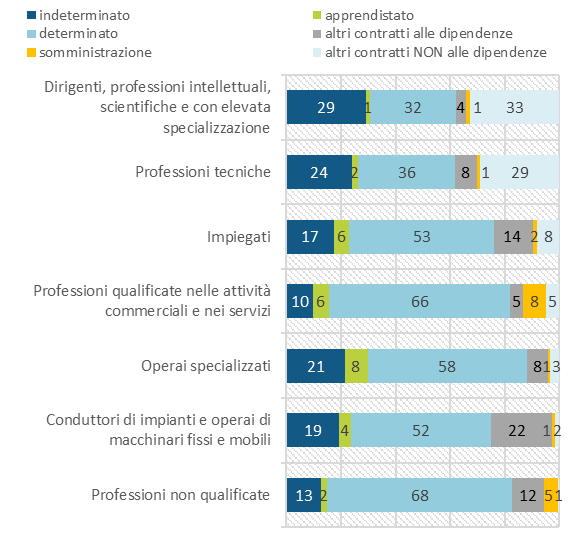 indeterminato
apprendistato
determinato
altri contratti alle dipendenze
somministrazione
altri contratti NON alle dipendenze
Dirigenti, professioni intellettuali,
scientifiche e con elevata
specializzazione
29 1 32 4 1 33
Professioni tecniche
24 2 36 8 1 29
Impiegati
17 6 53 14 2 8
Professioni qualificate nelle attività
commerciali e nei servizi
10 6 66 5 8 5
Operai specializzati
21 8 58 8 1 3
Conduttori di impianti e operai di
macchinari fissi e mobili
19 4 52 22 1 2
Professioni non qualificate
13 2 68 12 5 1